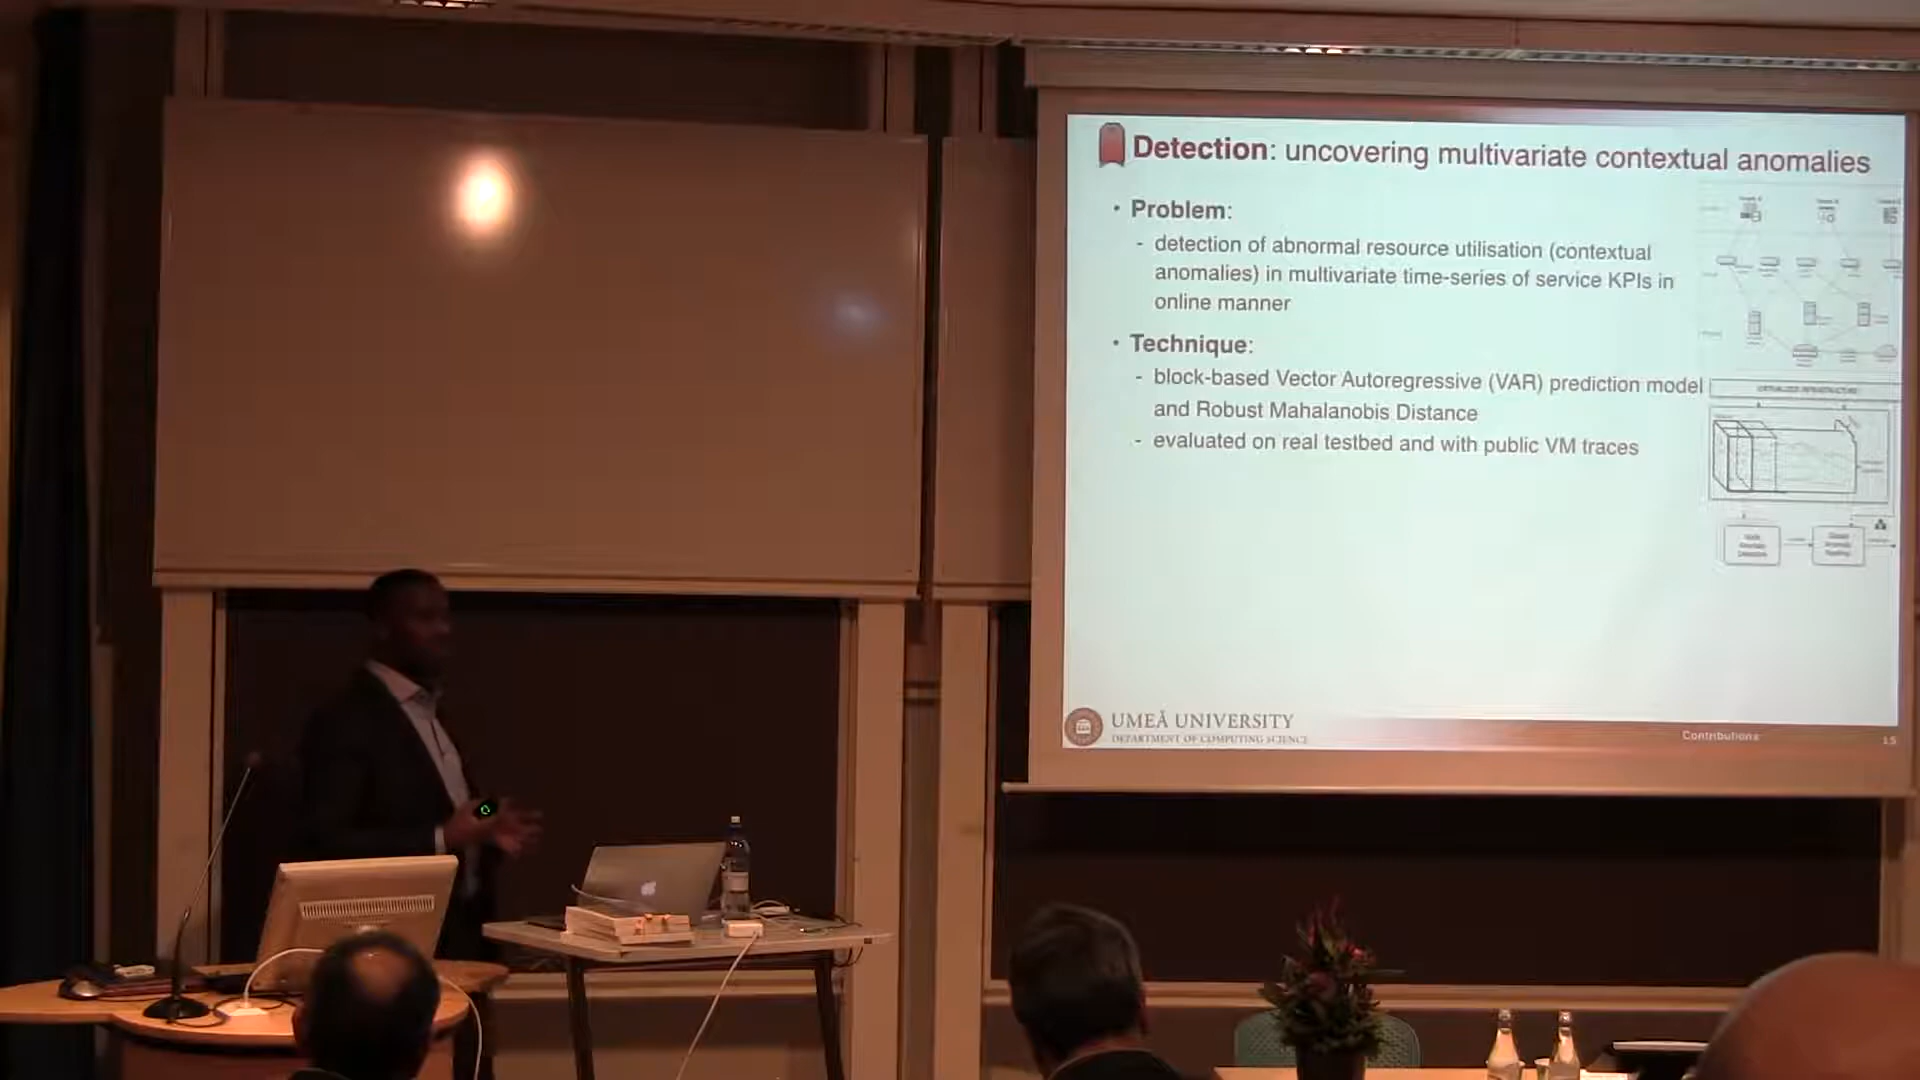 Detection: uncovering multivariate contextual anomalies
• Problem:
- detection of abnormal resource utilisation (contextual
anomalies) in multivariate time-series of service KPIs in
online manner
• Technique:
- block-based Vector Autoregressive (VAR) prediction model
and Robust Mahalanobis Distance
- evaluated on real testbed and with public VM traces
UMEÅ UNIVERSITY
DEPARTMENT OF COMPUTING SCIENCE
Contributions
15